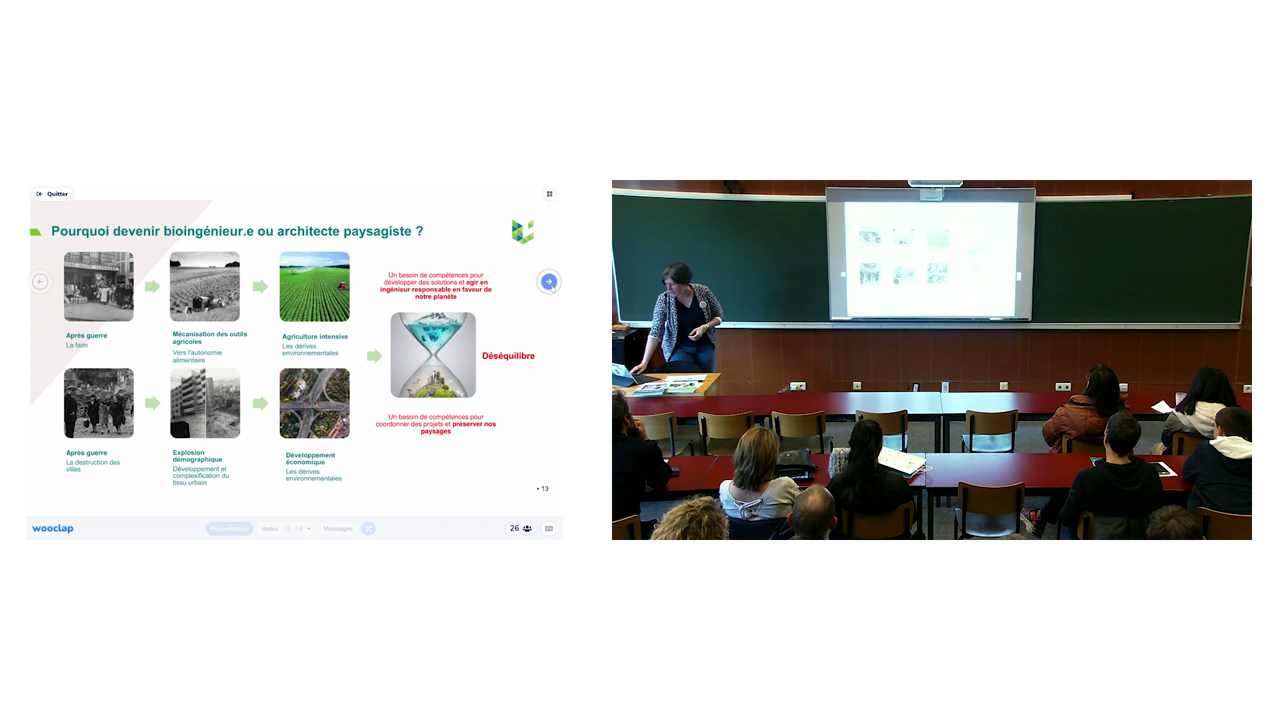 Quitter
Pourquoi devenir bioingénieur.e ou architecte paysagiste ?
Un besoin de compétences pour
développer des solutions et agir en
ingénieur responsable en faveur de
notre planète
Après guerre
La faim
Mécanisation des outils
agricoles
Vers l'autonomie
alimentaire
Agriculture intensive
Les dérives
environnementales
Déséquilibre
Un besoin de compétences pour
coordonner des projets et préserver nos
paysages
Après guerre
La destruction des
villes
Explosion
démographique
Développement et
complexification du
tissu urbain
Développement
économique
Les dérives
environnementales
• 13
wooclap
Présentation
Votes
/ 6
Messages
26